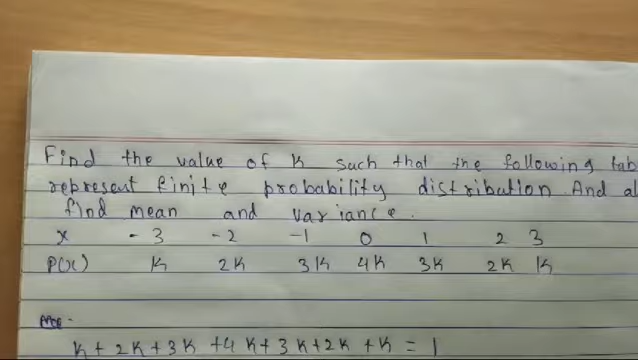 Find the value of k such that the following tab
represent finite probability distribution. And al
find mean and variance.
x -3 -2 -1 0 1 2 3
P(x) k 2k 3k 4k 3k 2k k
k + 2k + 3k + 4k + 3k + 2k + k = 1